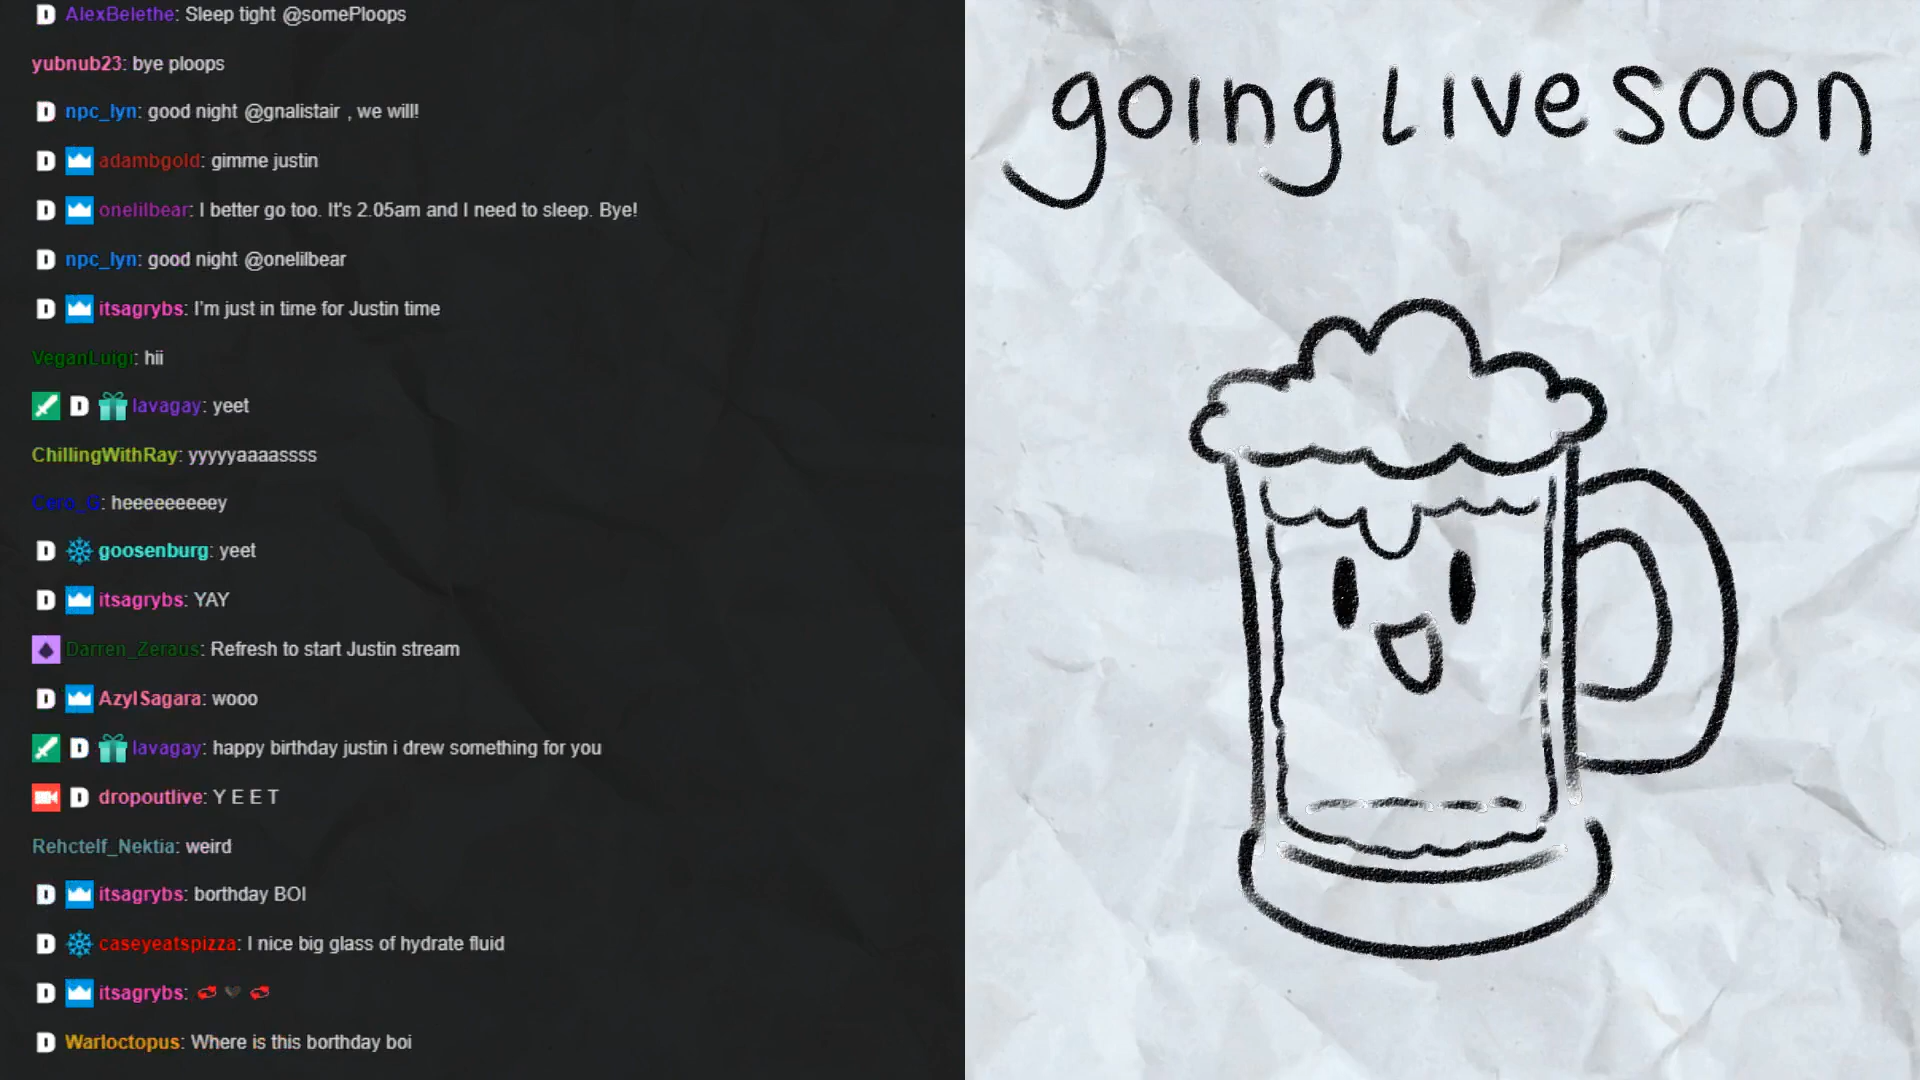 AlexBelethe: Sleep tight @somePloops
yubnub23: bye ploops
D npc_lyn: good night @gnalistair , we will!
D adambgold: gimme justin
D onelilbear: I better go too. It's 2.05am and I need to sleep. Bye!
D npc_lyn: good night @onelilbear
D itsagrybs: I'm just in time for Justin time
VeganLuigi: hii
D lavagay: yeet
ChillingWithRay: yyyyyaaaassss
Cero_G: heeeeeeeeey
D goosenburg: yeet
D itsagrybs: YAY
Darren_Zeraus: Refresh to start Justin stream
D AzylSagara: wooo
D lavagay: happy birthday justin i drew something for you
D dropoutlive: Y E E T
Rehctelf_Nektia: weird
D itsagrybs: borthday BOI
D caseyeatspizza: I nice big glass of hydrate fluid
D itsagrybs:
D Warloctopus: Where is this borthday boi
going live soon